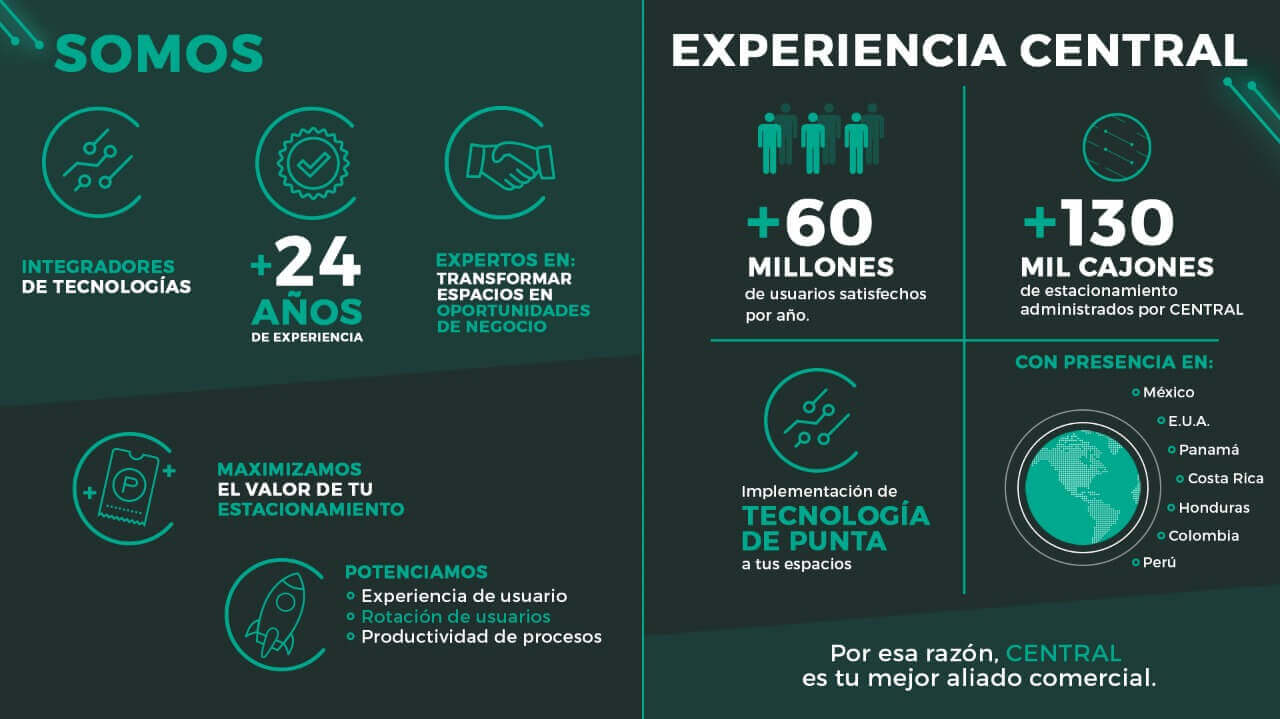 SOMOS
INTEGRADORES
DE TECNOLOGÍAS
+24
AÑOS
DE EXPERIENCIA
EXPERTOS EN:
TRANSFORMAR
ESPACIOS EN
OPORTUNIDADES
DE NEGOCIO
P
MAXIMIZAMOS
EL VALOR DE TU
ESTACIONAMIENTO
POTENCIAMOS
Experiencia de usuario
Rotación de usuarios
Productividad de procesos
EXPERIENCIA CENTRAL
+60
MILLONES
de usuarios satisfechos
por año.
+130
MIL CAJONES
de estacionamiento
administrados por CENTRAL
Implementación de
TECNOLOGÍA
DE PUNTA
a tus espacios
CON PRESENCIA EN:
México
E.U.A.
Panamá
Costa Rica
Honduras
Colombia
Perú
Por esa razón, CENTRAL
es tu mejor aliado comercial.